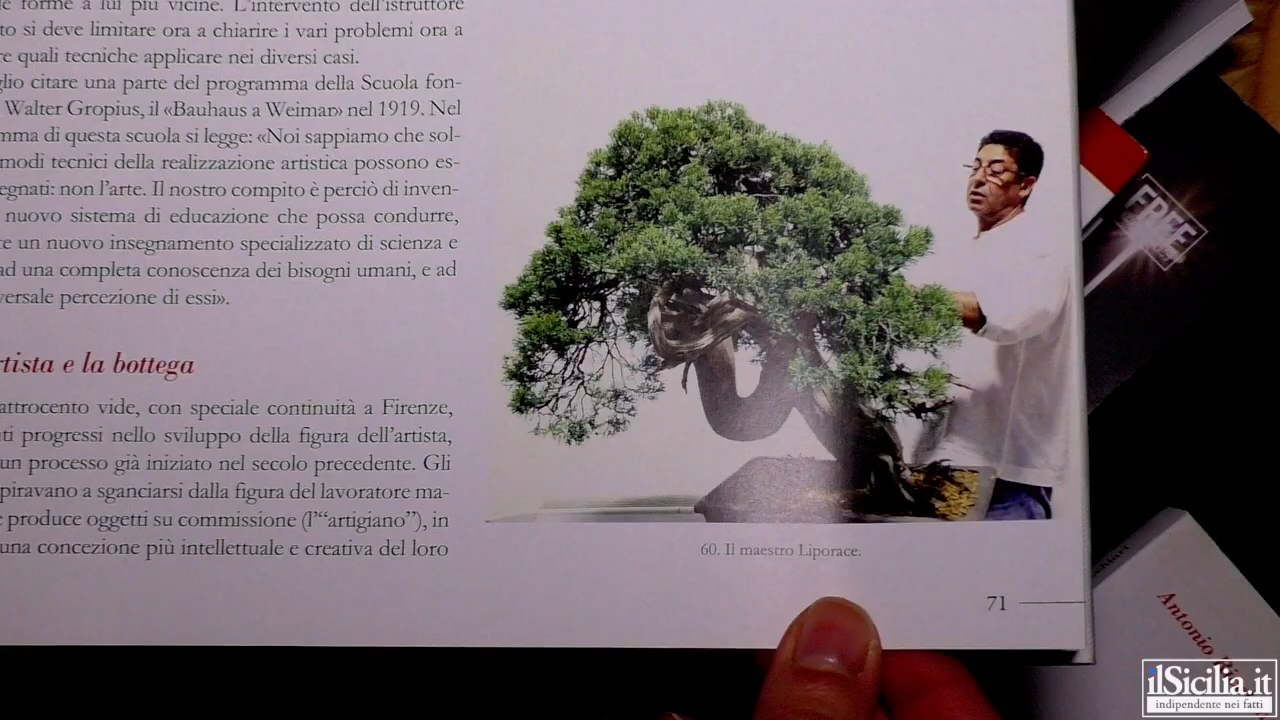 e forme a lui più vicine. L'intervento dell'istruttore
to si deve limitare ora a chiarire i vari problemi ora a
re quali tecniche applicare nei diversi casi.
glio citare una parte del programma della Scuola fon-
Walter Gropius, il «Bauhaus a Weimar» nel 1919. Nel
mma di questa scuola si legge: «Noi sappiamo che sol-
modi tecnici della realizzazione artistica possono es-
egnati: non l'arte. Il nostro compito è perciò di inven-
nuovo sistema di educazione che possa condurre,
te un nuovo insegnamento specializzato di scienza e
ad una completa conoscenza dei bisogni umani, e ad
versale percezione di essi».
rtista e la bottega
attrocento vide, con speciale continuità a Firenze,
ti progressi nello sviluppo della figura dell'artista,
un processo già iniziato nel secolo precedente. Gli
piravano a sganciarsi dalla figura del lavoratore ma-
e produce oggetti su commissione (l'“artigiano”), in
una concezione più intellettuale e creativa del loro
60. Il maestro Liporace.
71
FREE
Antonio
ilSicilia.it
indipendente nei fatti